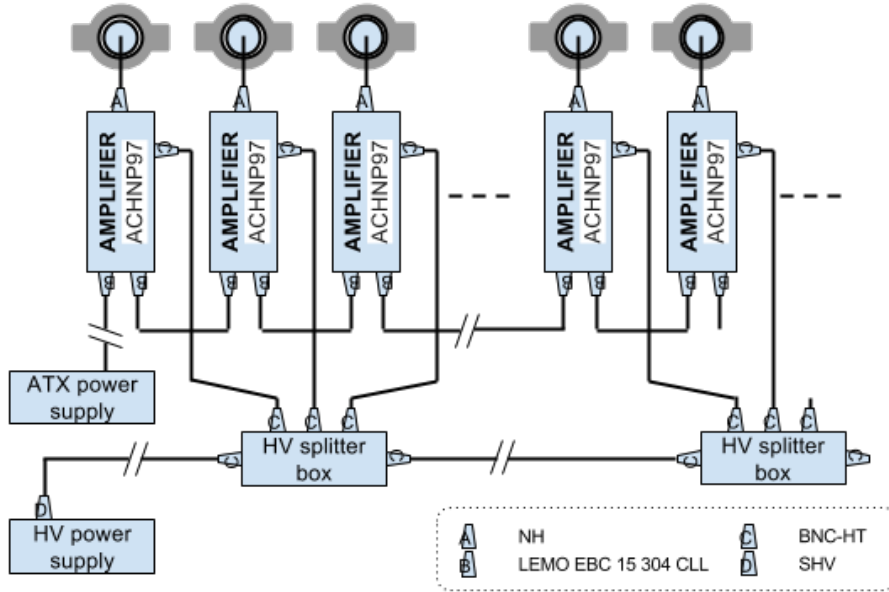 A A A A A
C C C C C
AMPLIFIER
ACHNP97
AMPLIFIER
ACHNP97
AMPLIFIER
ACHNP97
AMPLIFIER
ACHNP97
AMPLIFIER
ACHNP97
B B B B B B B B B B
ATX power
supply
C C C C C C
HV splitter
box
C C
HV splitter
box
C C
D
HV power
supply
A NH
C BNC-HT
B LEMO EBC 15 304 CLL
D SHV